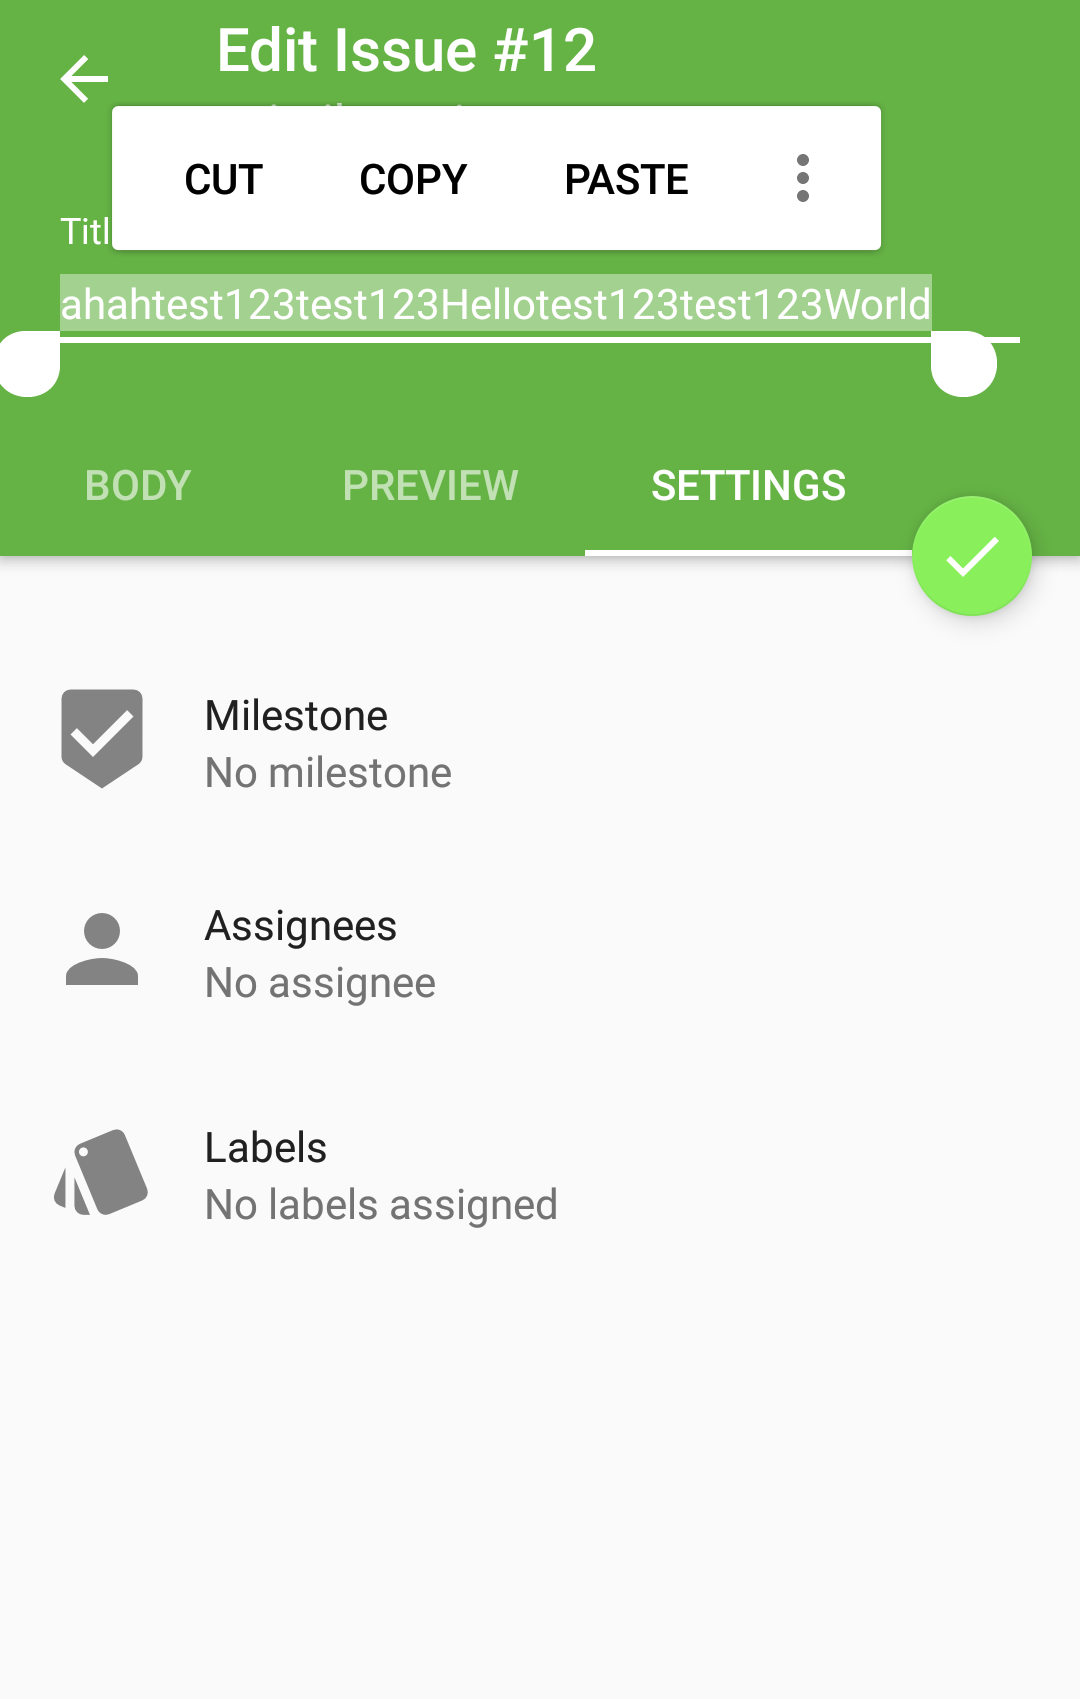 Edit Issue #12
CUT COPY PASTE
ahahtest123test123Hellotest123test123World
BODY PREVIEW SETTINGS
Milestone
No milestone
Assignees
No assignee
Labels
No labels assigned